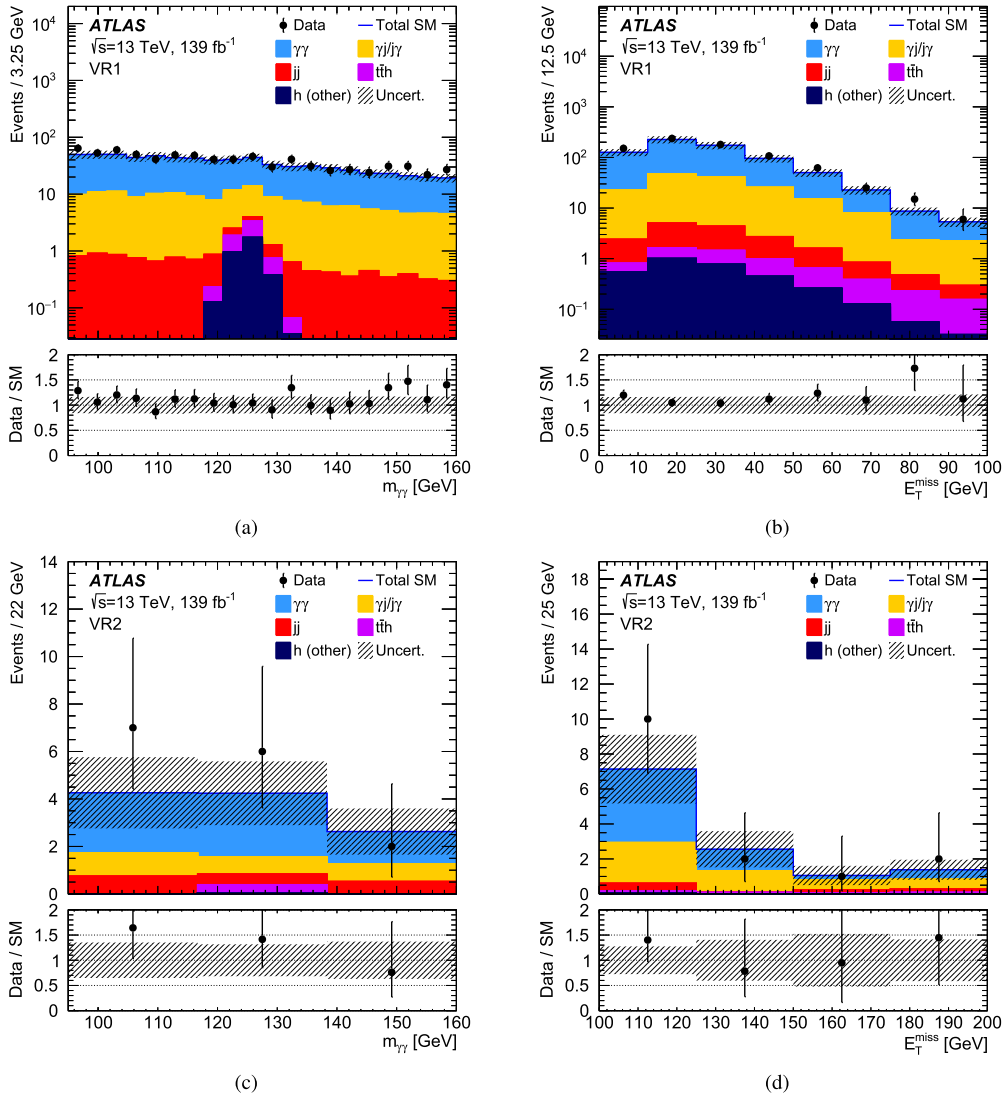 ATLAS
√s=13 TeV, 139 fb⁻¹
VR1
Data
Total SM
γγ
γj/jγ
jj
tt̄h
h (other)
Uncert.
Events / 3.25 GeV
10⁴
10³
10²
10
1
10⁻¹
Data / SM
2
1.5
1
0.5
0
100 110 120 130 140 150 160
m_γγ [GeV]
(a)
ATLAS
√s=13 TeV, 139 fb⁻¹
VR1
Data
Total SM
γγ
γj/jγ
jj
tt̄h
h (other)
Uncert.
Events / 12.5 GeV
10⁴
10³
10²
10
1
10⁻¹
Data / SM
2
1.5
1
0.5
0
0 10 20 30 40 50 60 70 80 90 100
E_T^miss [GeV]
(b)
ATLAS
√s=13 TeV, 139 fb⁻¹
VR2
Data
Total SM
γγ
γj/jγ
jj
tt̄h
h (other)
Uncert.
Events / 22 GeV
14
12
10
8
6
4
2
0
Data / SM
2
1.5
1
0.5
0
100 110 120 130 140 150 160
m_γγ [GeV]
(c)
ATLAS
√s=13 TeV, 139 fb⁻¹
VR2
Data
Total SM
γγ
γj/jγ
jj
tt̄h
h (other)
Uncert.
Events / 25 GeV
18
16
14
12
10
8
6
4
2
0
Data / SM
2
1.5
1
0.5
0
100 110 120 130 140 150 160 170 180 190 200
E_T^miss [GeV]
(d)